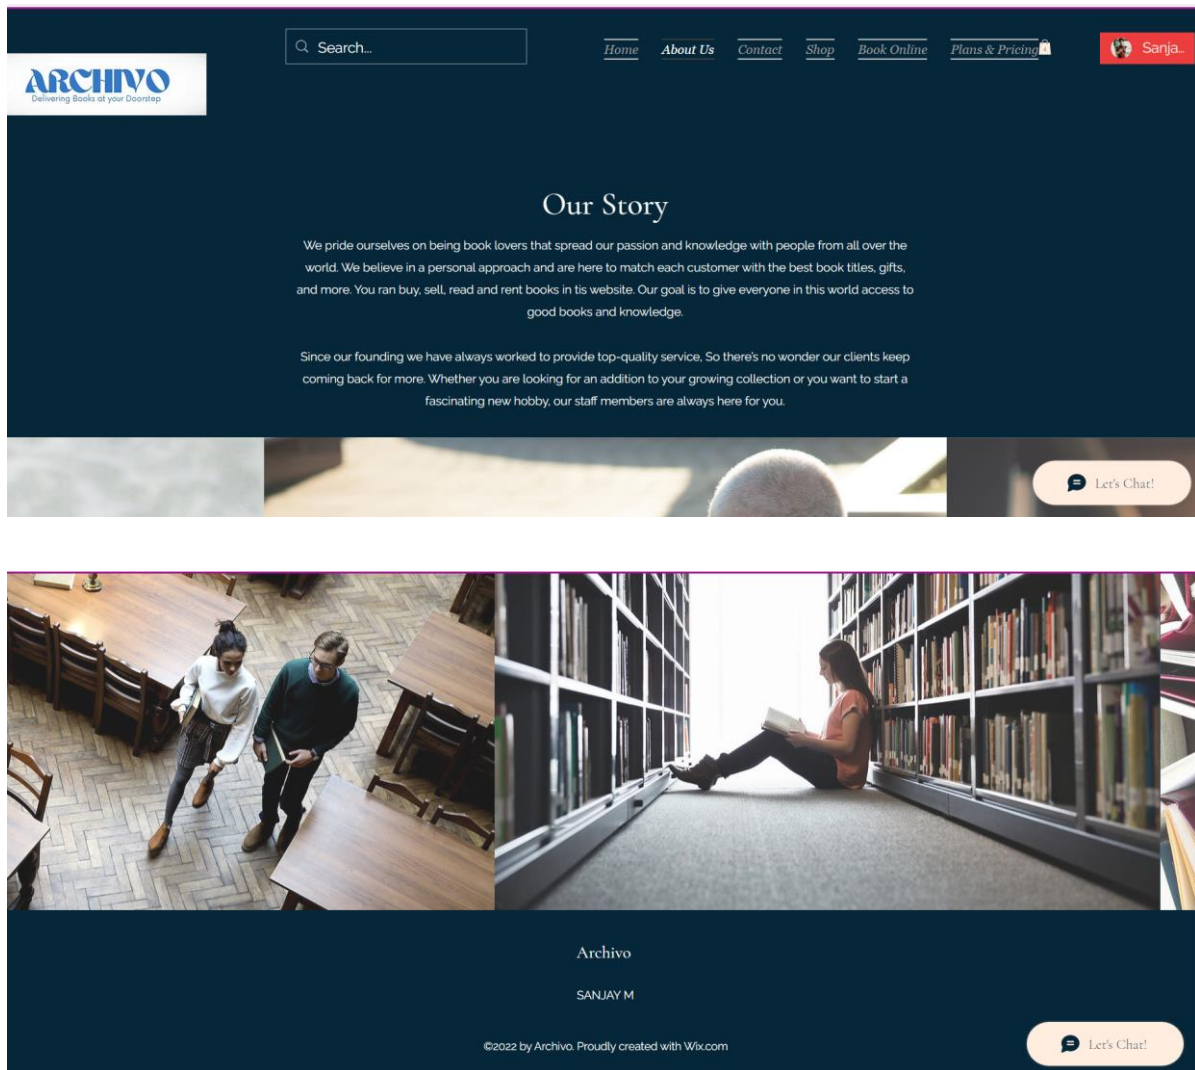 Search...
Home About Us Contact Shop Book Online Plans & Pricing
Sanja...
ARCHIVO
Delivering Books at your Doorstep
Our Story
We pride ourselves on being book lovers that spread our passion and knowledge with people from all over the
world. We believe in a personal approach and are here to match each customer with the best book titles, gifts,
and more. You ran buy, sell, read and rent books in tis website. Our goal is to give everyone in this world access to
good books and knowledge.
Since our founding we have always worked to provide top-quality service, So there's no wonder our clients keep
coming back for more. Whether you are looking for an addition to your growing collection or you want to start a
fascinating new hobby, our staff members are always here for you.
Let's Chat!
Archivo
SANJAY M
©2022 by Archivo. Proudly created with Wix.com
Let's Chat!